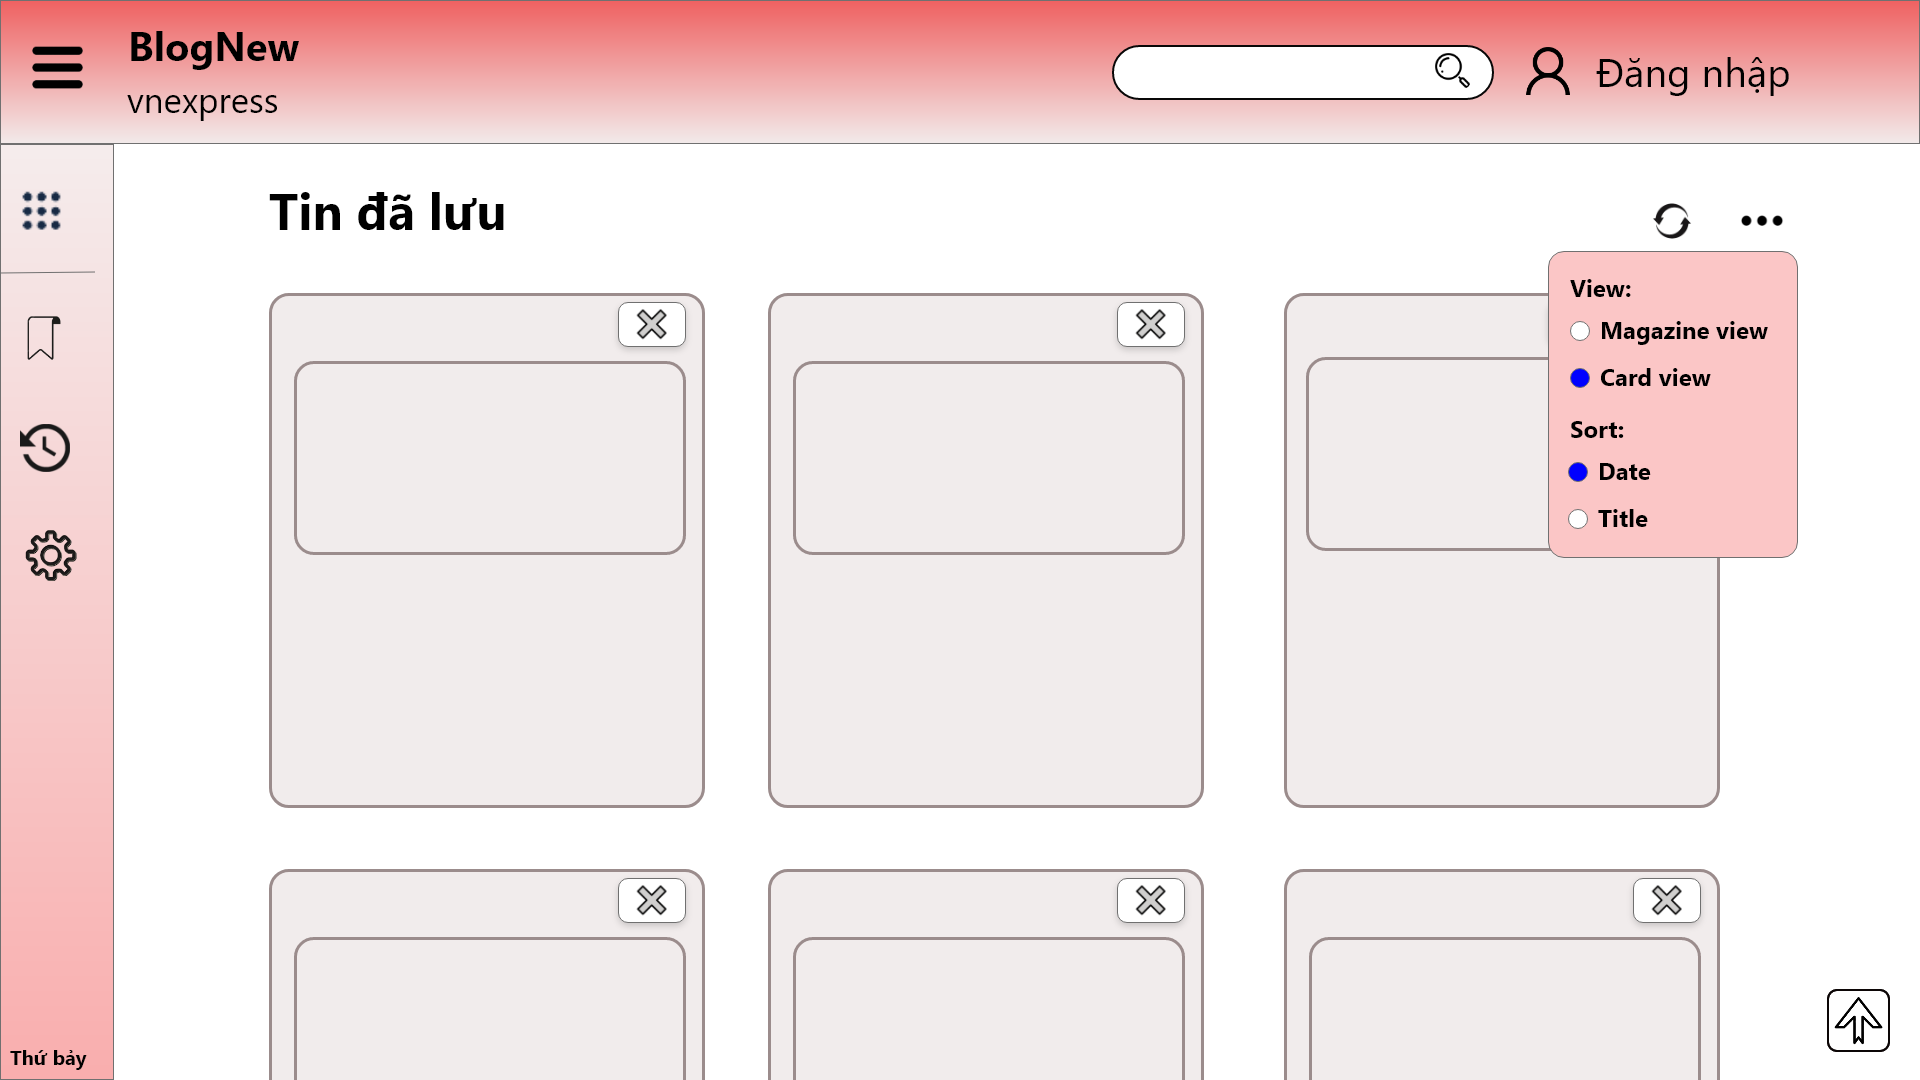 BlogNew
vnexpress
Đăng nhập
Tin đã lưu
View:
Magazine view
Card view
Sort:
Date
Title
Thứ bảy